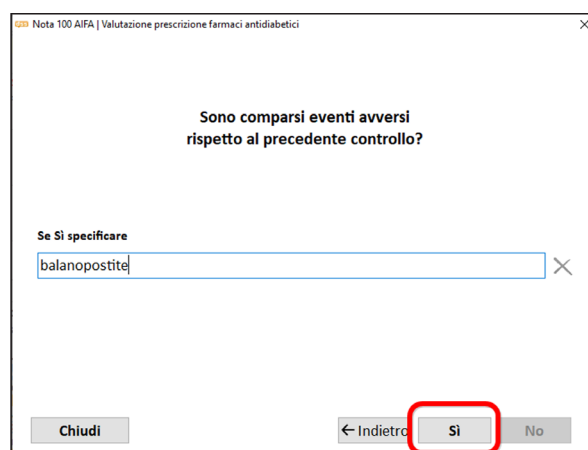 Nota 100 AIFA | Valutazione prescrizione farmaci antidiabetici
Sono comparsi eventi avversi
rispetto al precedente controllo?
Se Sì specificare
balanopostite
Chiudi
← Indietro
Sì
No